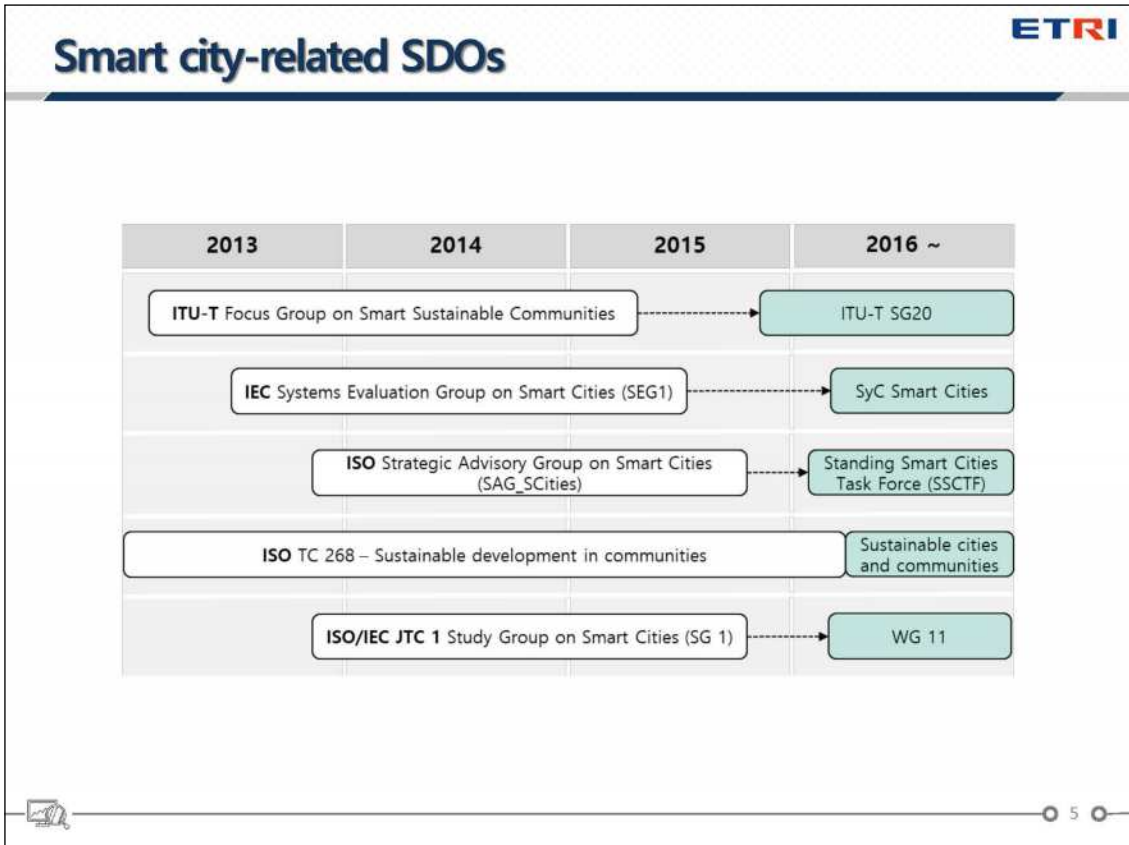 ETRI
Smart city-related SDOs
2013
2014
2015
2016 ~
ITU-T Focus Group on Smart Sustainable Communities
ITU-T SG20
IEC Systems Evaluation Group on Smart Cities (SEG1)
SyC Smart Cities
ISO Strategic Advisory Group on Smart Cities
(SAG_SCities)
Standing Smart Cities
Task Force (SSCTF)
ISO TC 268 – Sustainable development in communities
Sustainable cities
and communities
ISO/IEC JTC 1 Study Group on Smart Cities (SG 1)
WG 11
5